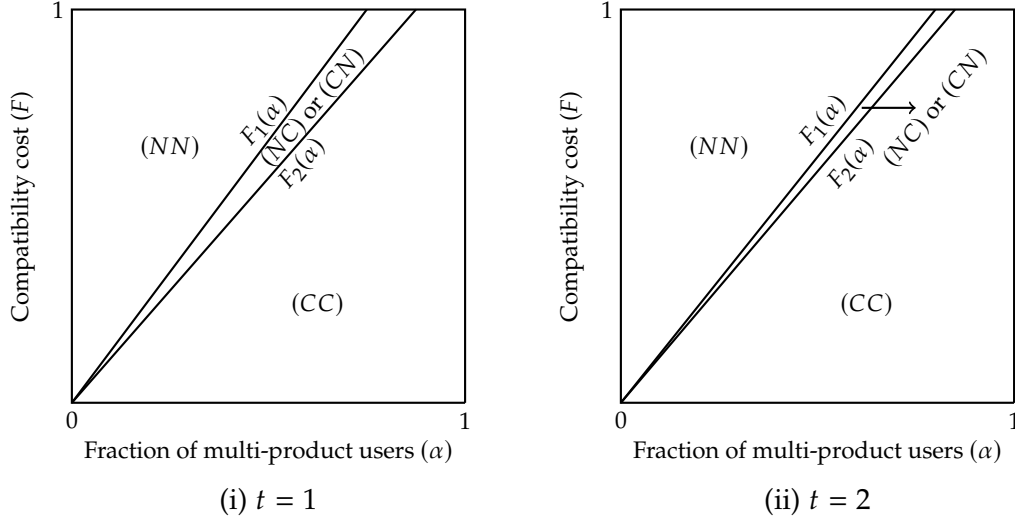 1
Compatibility cost (F)
(NN)
F₁(α)
(NC) or (CN)
F₂(α)
(CC)
0
1
Fraction of multi-product users (α)
(i) t = 1
1
Compatibility cost (F)
(NN)
F₁(α)
(NC) or (CN)
F₂(α)
(CC)
0
1
Fraction of multi-product users (α)
(ii) t = 2